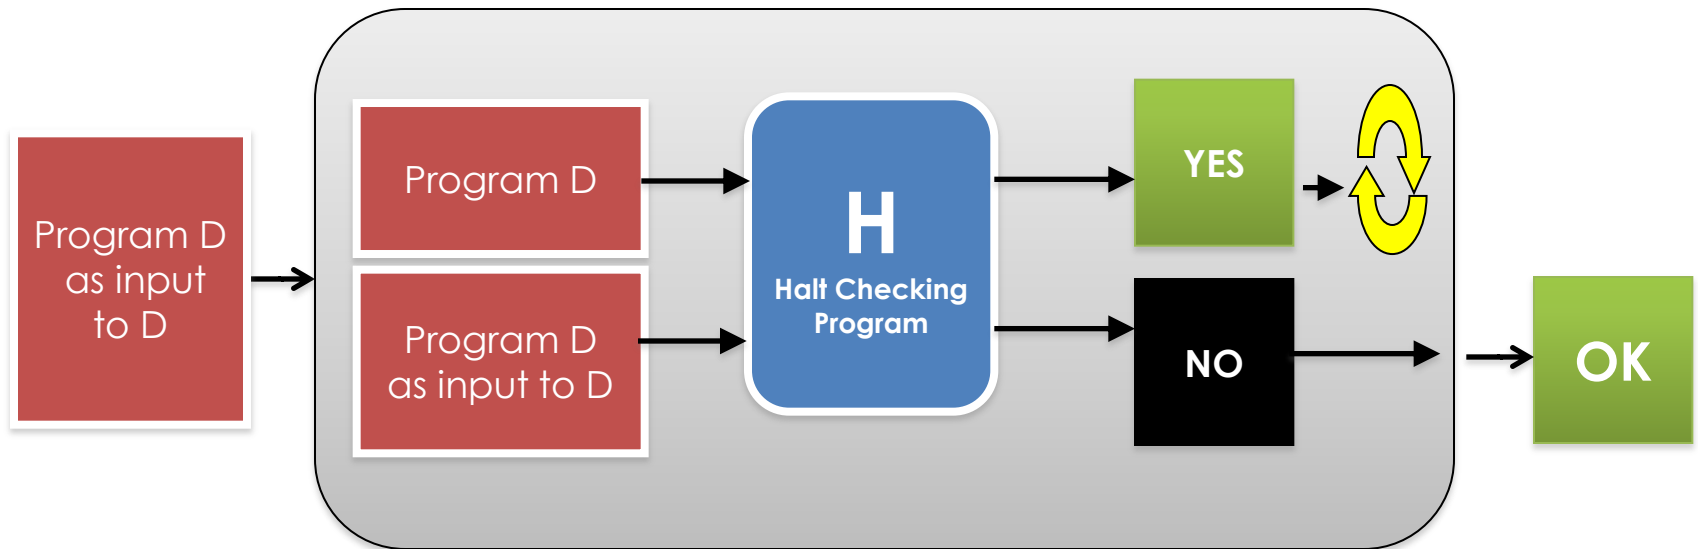 Program D
as input
to D
Program D
Program D
as input to D
H
Halt Checking
Program
YES
NO
OK